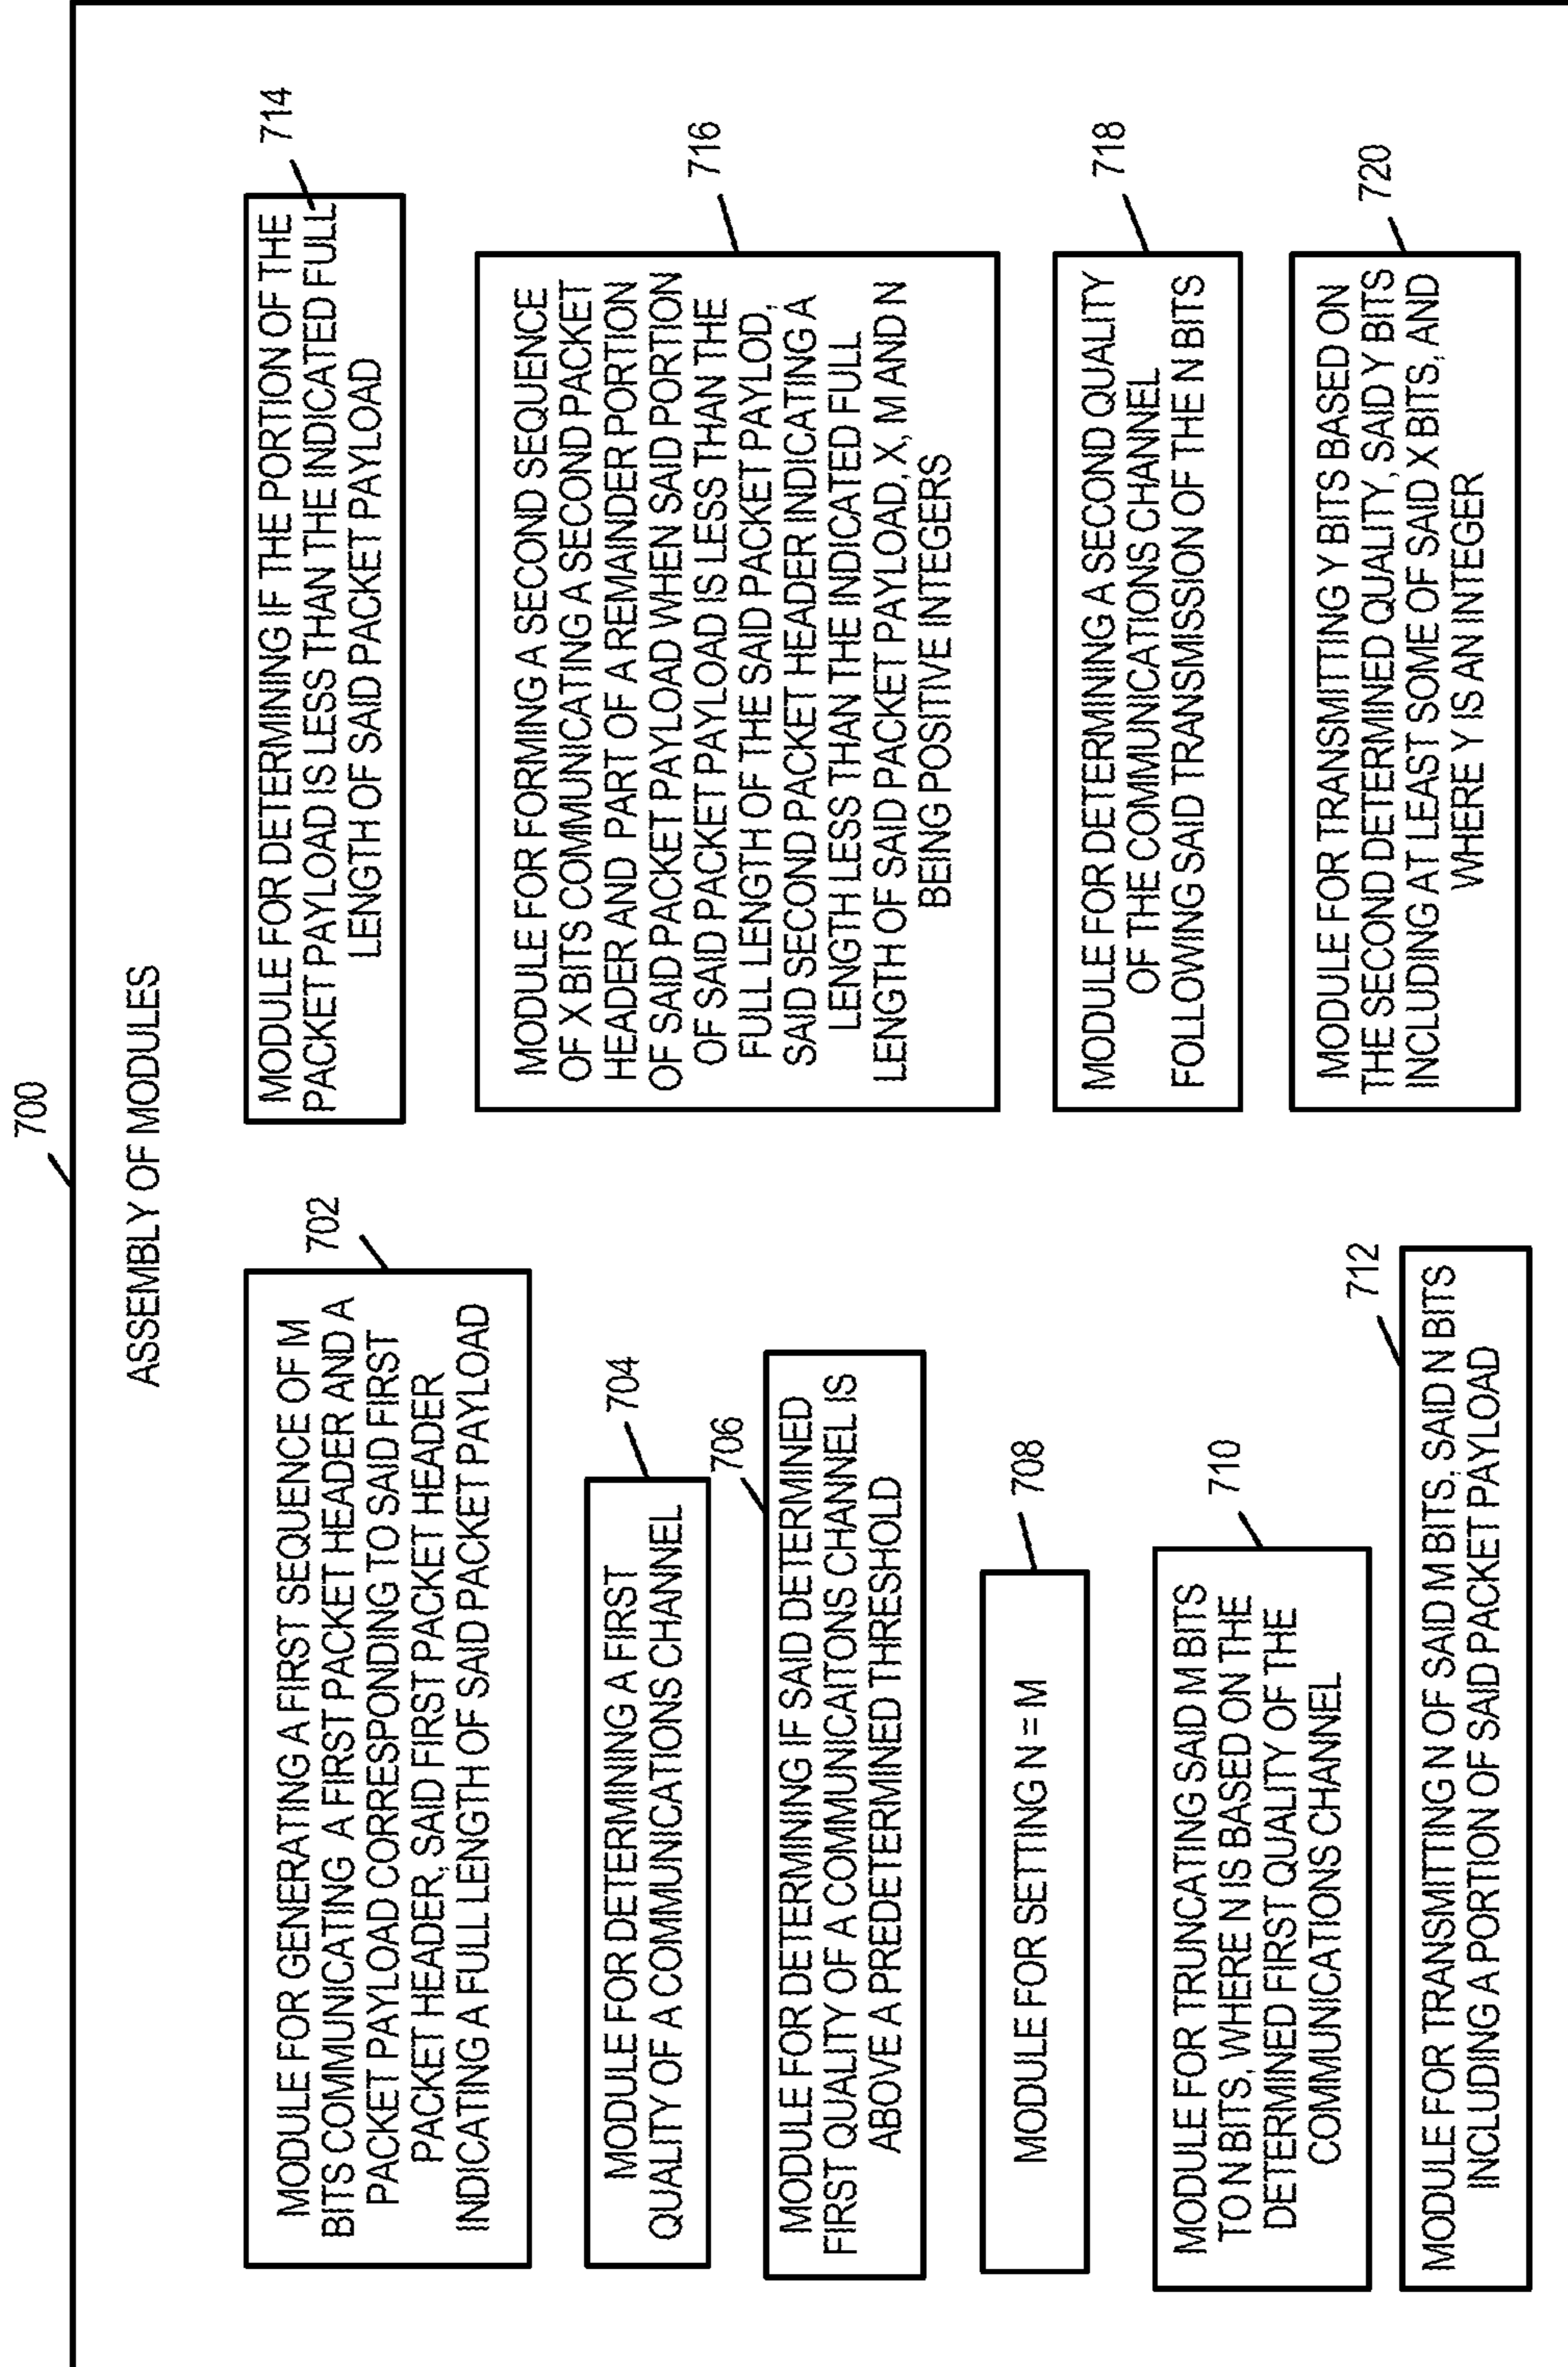 700
ASSEMBLY OF MODULES
MODULE FOR GENERATING A FIRST SEQUENCE OF M
BITS COMMUNICATING A FIRST PACKET HEADER AND A
PACKET PAYLOAD CORRESPONDING TO SAID FIRST
PACKET HEADER, SAID FIRST PACKET HEADER
INDICATING A FULL LENGTH OF SAID PACKET PAYLOAD
702
MODULE FOR DETERMINING A FIRST
QUALITY OF A COMMUNICATIONS CHANNEL
704
706
MODULE FOR DETERMINING IF SAID DETERMINED
FIRST QUALITY OF A COMMUNICAITONS CHANNEL IS
ABOVE A PREDETERMINED THRESHOLD
MODULE FOR SETTING N = M
708
MODULE FOR TRUNCATING SAID M BITS
TO N BITS, WHERE N IS BASED ON THE
DETERMINED FIRST QUALITY OF THE
COMMUNICATIONS CHANNEL
710
712
MODULE FOR TRANSMITTING N OF SAID M BITS, SAID N BITS
INCLUDING A PORTION OF SAID PACKET PAYLOAD
MODULE FOR DETERMINING IF THE PORTION OF THE
PACKET PAYLOAD IS LESS THAN THE INDICATED FULL
LENGTH OF SAID PACKET PAYLOAD
714
MODULE FOR FORMING A SECOND SEQUENCE
OF X BITS COMMUNICATING A SECOND PACKET
HEADER AND PART OF A REMAINDER PORTION
OF SAID PACKET PAYLOAD WHEN SAID PORTION
OF SAID PACKET PAYLOAD IS LESS THAN THE
FULL LENGTH OF THE SAID PACKET PAYLOD,
SAID SECOND PACKET HEADER INDICATING A
LENGTH LESS THAN THE INDICATED FULL
LENGTH OF SAID PACKET PAYLOAD, X, M AND N
BEING POSITIVE INTEGERS
716
MODULE FOR DETERMINING A SECOND QUALITY
OF THE COMMUNICATIONS CHANNEL
FOLLOWING SAID TRANSMISSION OF THE N BITS
718
MODULE FOR TRANSMITTING Y BITS BASED ON
THE SECOND DETERMINED QUALITY, SAID Y BITS
INCLUDING AT LEAST SOME OF SAID X BITS, AND
WHERE Y IS AN INTEGER
720